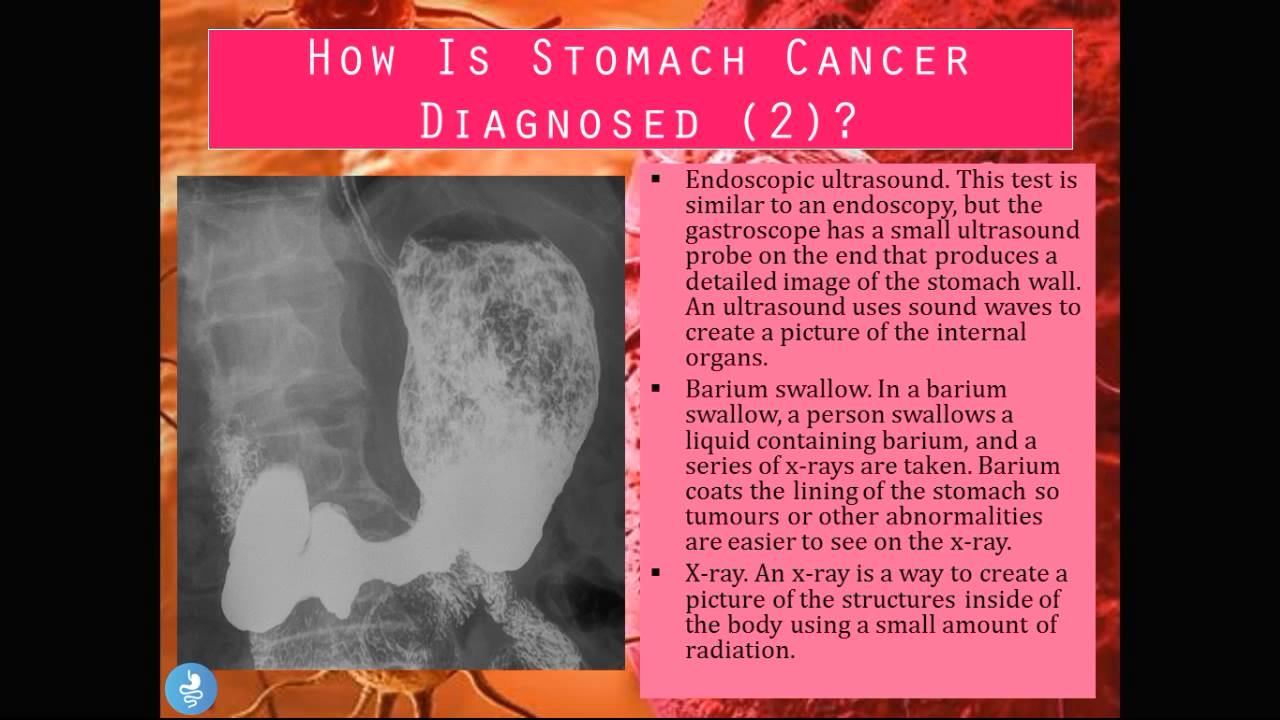 How Is Stomach Cancer
Diagnosed (2)?
▪ Endoscopic ultrasound. This test is
similar to an endoscopy, but the
gastroscope has a small ultrasound
probe on the end that produces a
detailed image of the stomach wall.
An ultrasound uses sound waves to
create a picture of the internal
organs.
▪ Barium swallow. In a barium
swallow, a person swallows a
liquid containing barium, and a
series of x-rays are taken. Barium
coats the lining of the stomach so
tumours or other abnormalities
are easier to see on the x-ray.
▪ X-ray. An x-ray is a way to create a
picture of the structures inside of
the body using a small amount of
radiation.